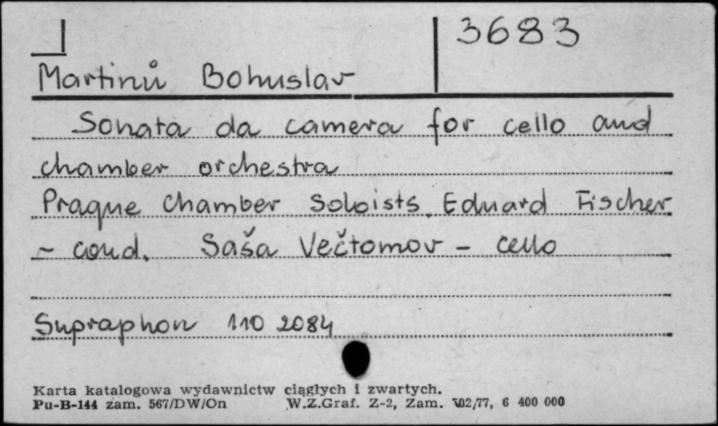 3683
Martinů Bohuslav
Sonata da camera for cello and
chamber orchestra
Prague Chamber Soloists. Eduard Fischer
– cond. Saša Večtomov – cello
Supraphon 110 2084
Karta katalogowa wydawnictw ciągłych i zwartych.
Pu-B-144 zam. 567/DW/On W.Z.Graf. Z-2, Zam. 102/77, 6 400 000